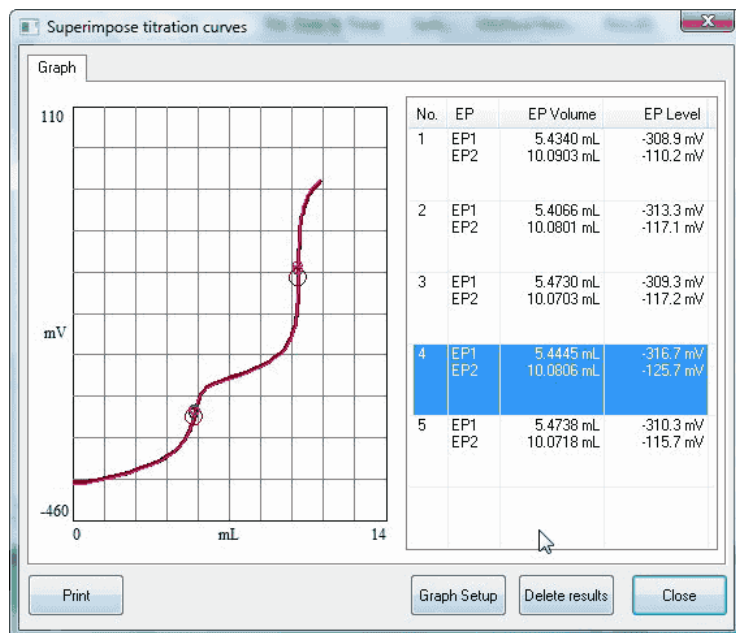 Superimpose titration curves
Graph
110
mV
-460
0
mL
14
No. EP EP Volume EP Level
1 EP1 5.4340 mL -308.9 mV
EP2 10.0903 mL -110.2 mV
2 EP1 5.4066 mL -313.3 mV
EP2 10.0801 mL -117.1 mV
3 EP1 5.4730 mL -309.3 mV
EP2 10.0703 mL -117.2 mV
4 EP1 5.4445 mL -316.7 mV
EP2 10.0806 mL -125.7 mV
5 EP1 5.4738 mL -310.3 mV
EP2 10.0718 mL -115.7 mV
Print
Graph Setup
Delete results
Close